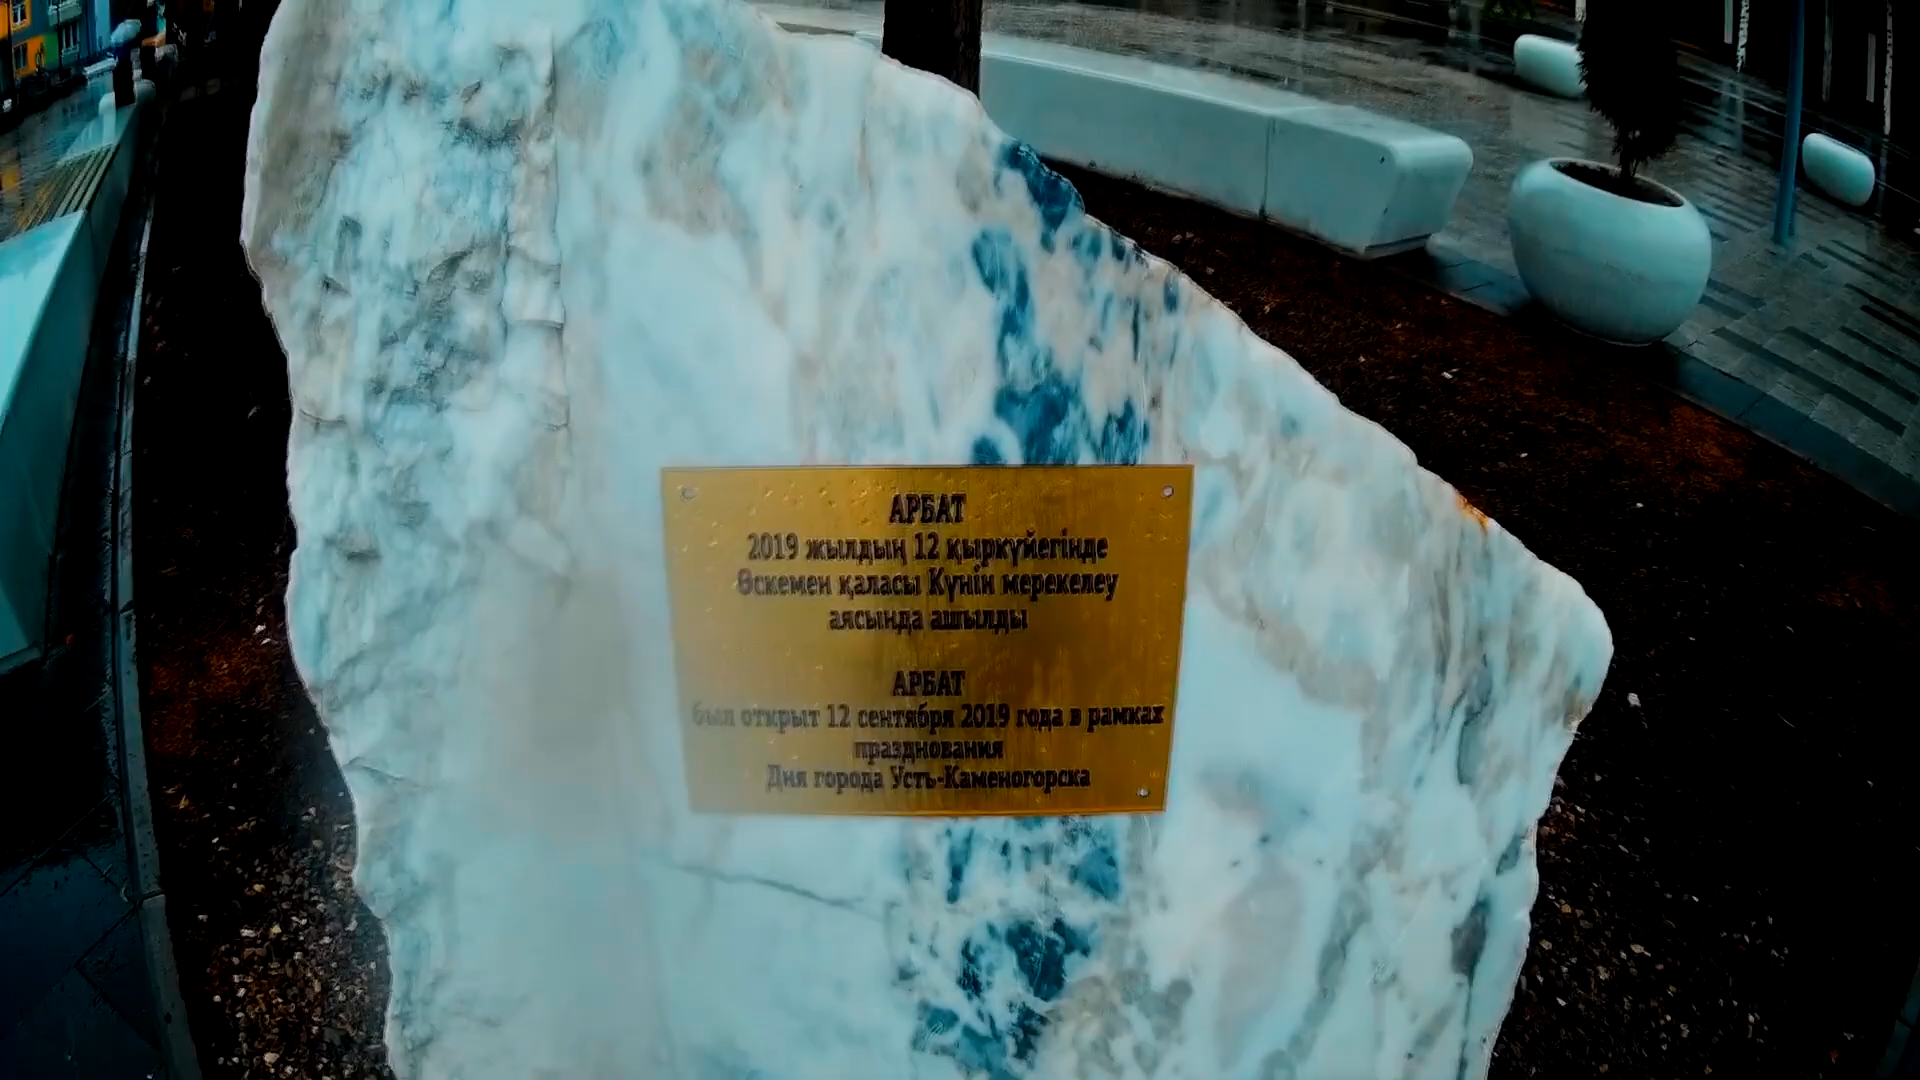 АРБАТ
2019 жылдың 12 қыркүйегінде
Өскемен қаласы Күнін мерекелеу
аясында ашылды
АРБАТ
был открыт 12 сентября 2019 года в рамках
празднования
Дня города Усть-Каменогорска